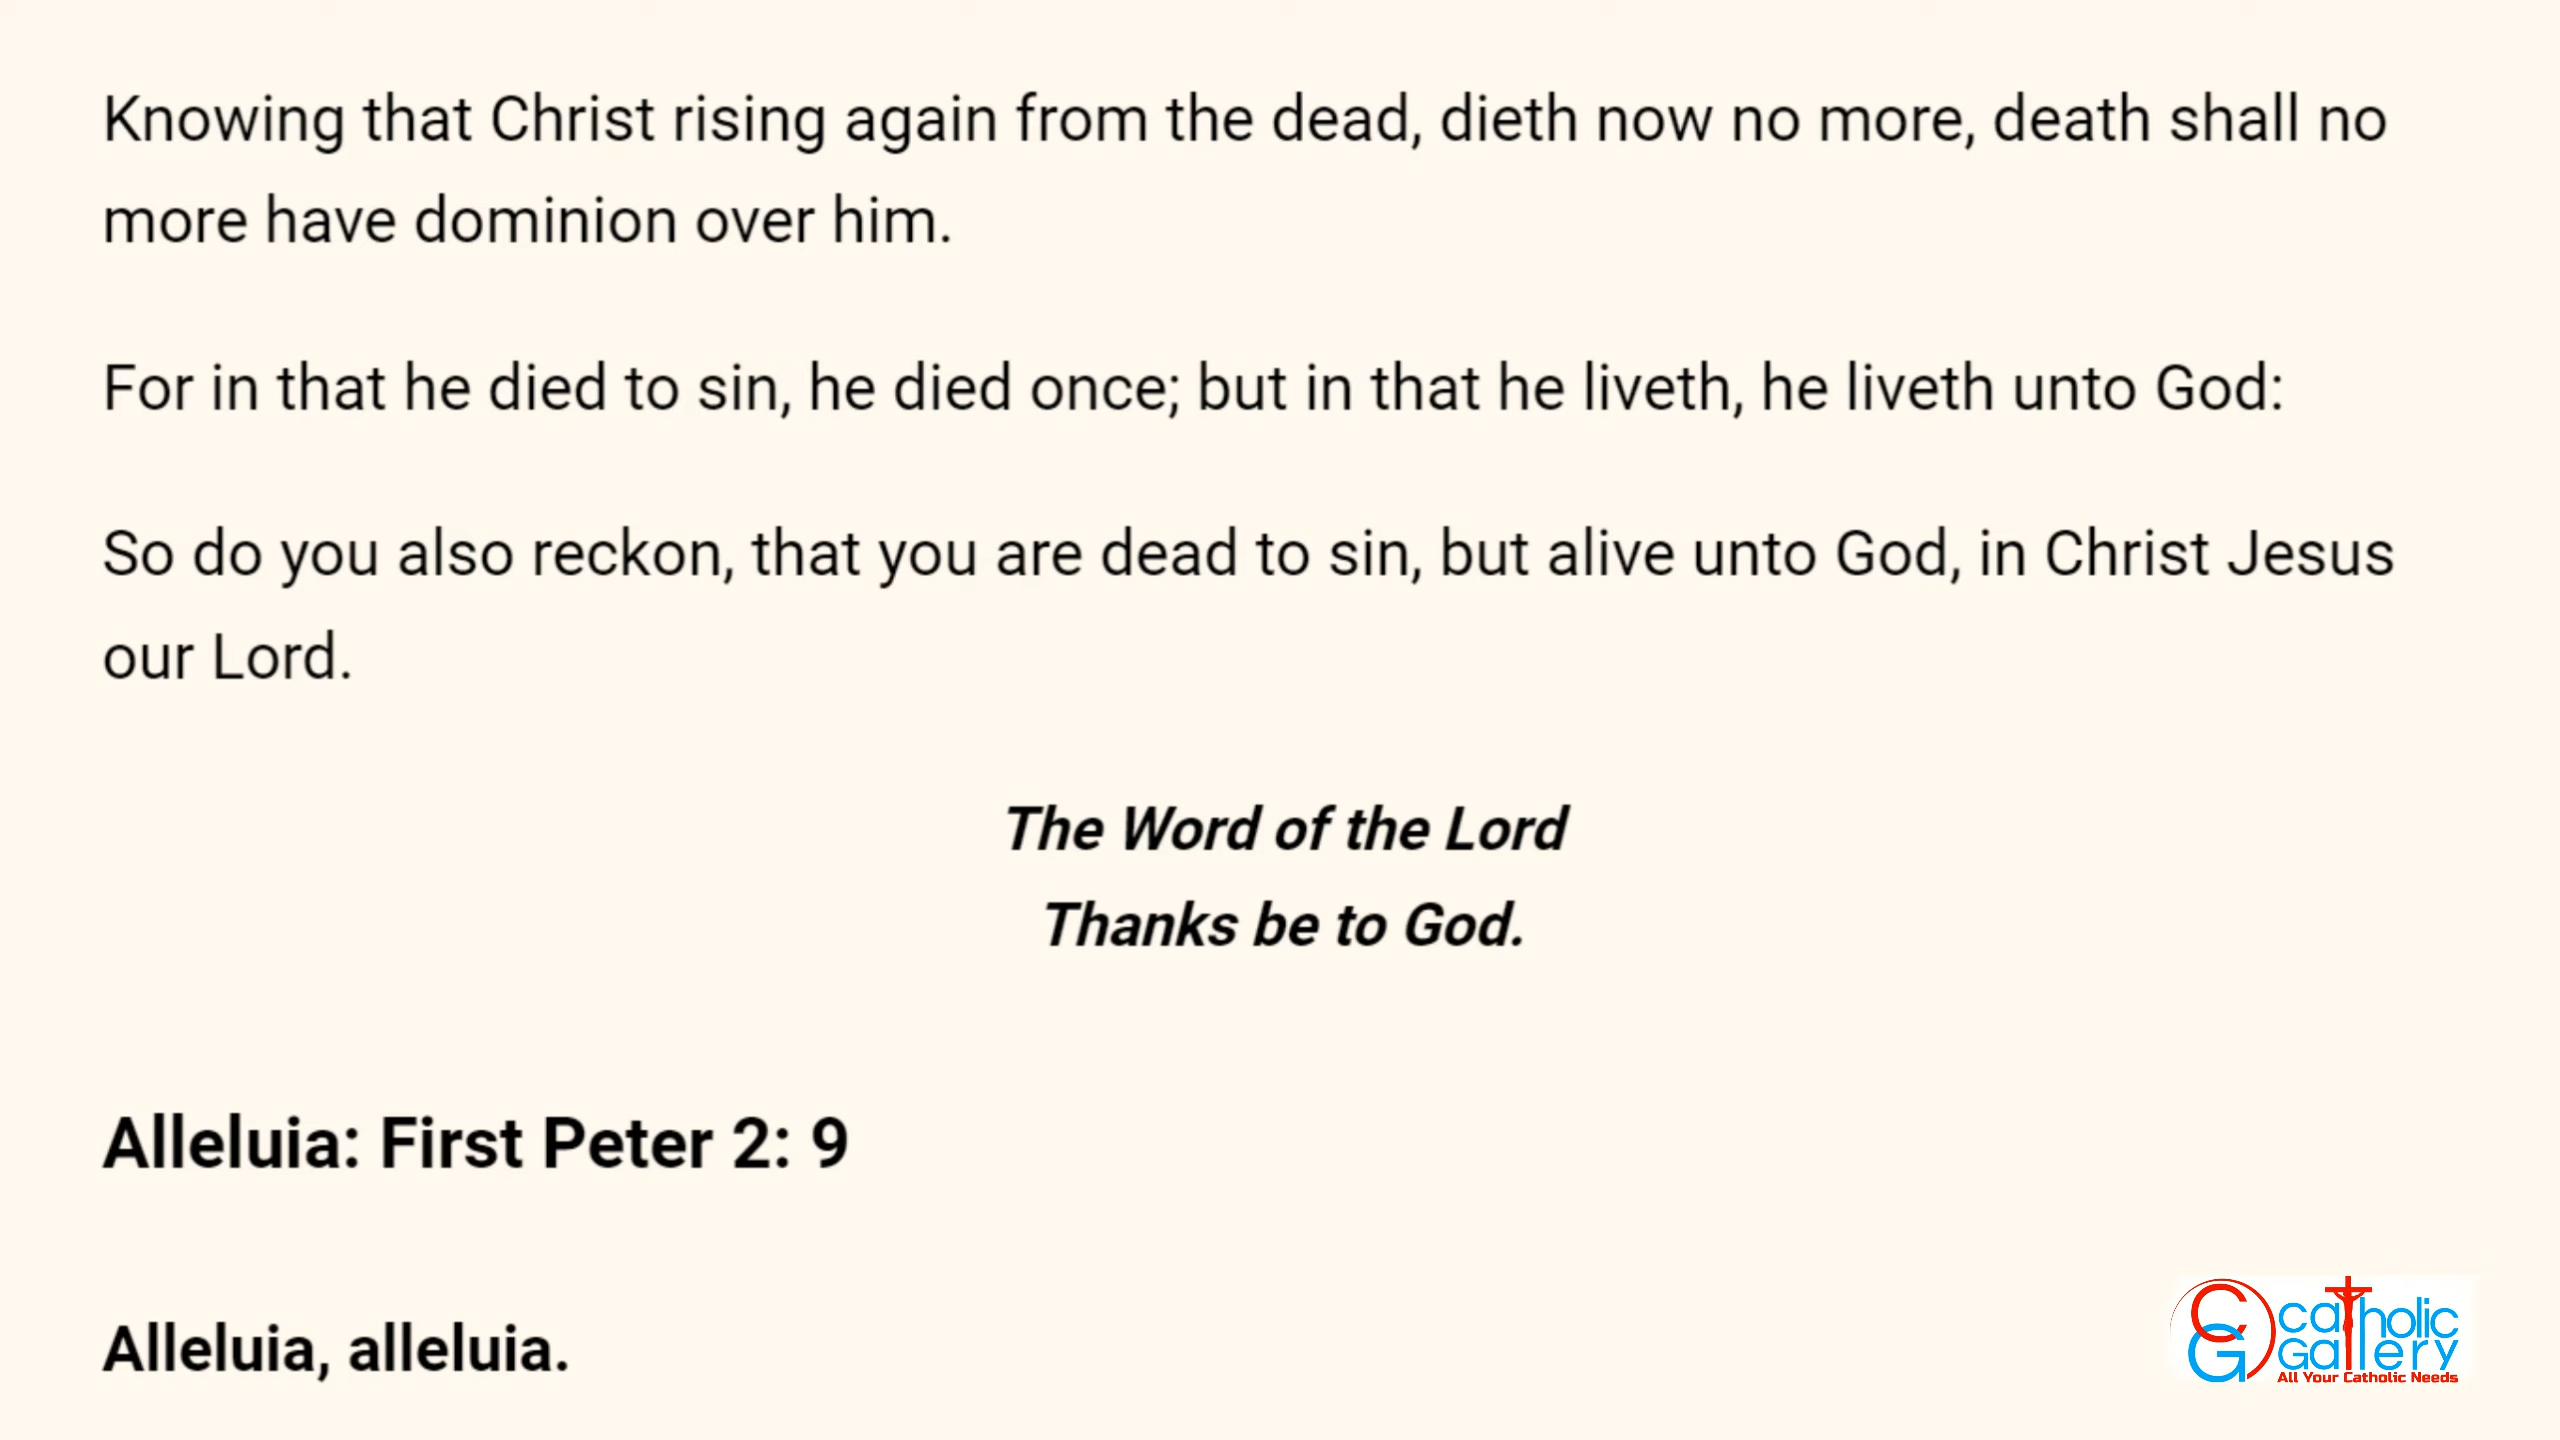 Knowing that Christ rising again from the dead, dieth now no more, death shall no
more have dominion over him.
For in that he died to sin, he died once; but in that he liveth, he liveth unto God:
So do you also reckon, that you are dead to sin, but alive unto God, in Christ Jesus
our Lord.
The Word of the Lord
Thanks be to God.
Alleluia: First Peter 2: 9
Alleluia, alleluia.
CG
catholic
Gallery
All Your Catholic Needs